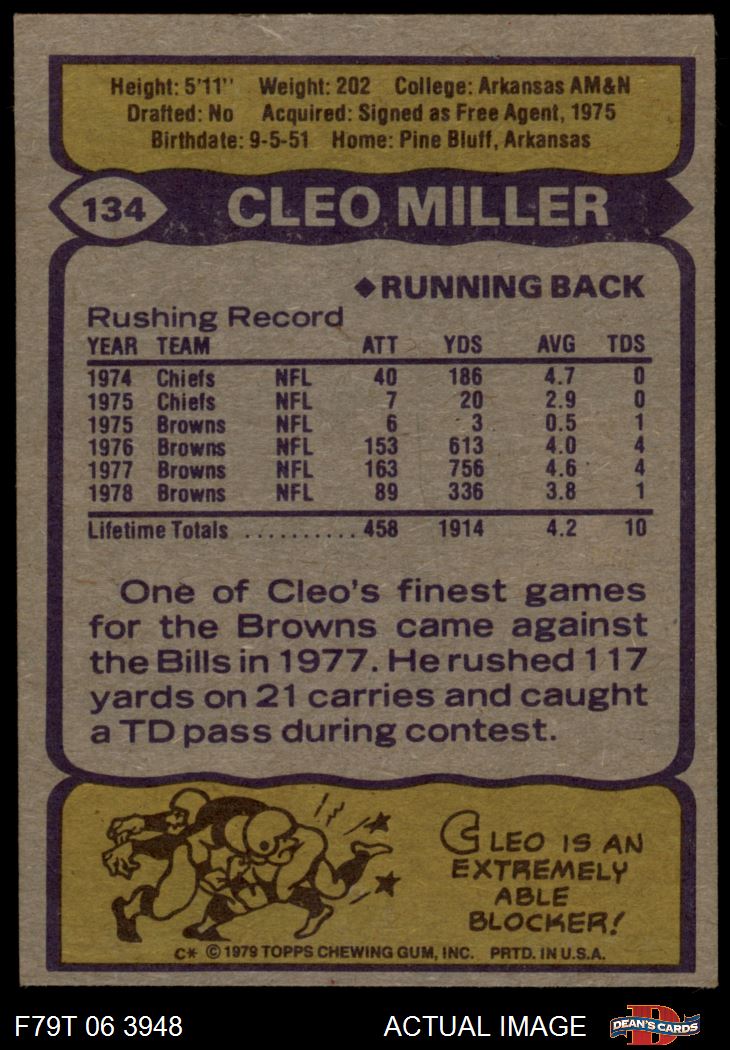 Height: 5'11" Weight: 202 College: Arkansas AM&N
Drafted: No Acquired: Signed as Free Agent, 1975
Birthdate: 9-5-51 Home: Pine Bluff, Arkansas
134 CLEO MILLER
◆RUNNING BACK
Rushing Record
YEAR TEAM ATT YDS AVG TDS
1974 Chiefs NFL 40 186 4.7 0
1975 Chiefs NFL 7 20 2.9 0
1975 Browns NFL 6 3 0.5 1
1976 Browns NFL 153 613 4.0 4
1977 Browns NFL 163 756 4.6 4
1978 Browns NFL 89 336 3.8 1
Lifetime Totals .......... 458 1914 4.2 10
One of Cleo's finest games
for the Browns came against
the Bills in 1977. He rushed 117
yards on 21 carries and caught
a TD pass during contest.
CLEO IS AN
EXTREMELY
ABLE
BLOCKER!
C* © 1979 TOPPS CHEWING GUM, INC. PRTD. IN U.S.A.
F79T 06 3948 ACTUAL IMAGE D DEAN'S CARDS